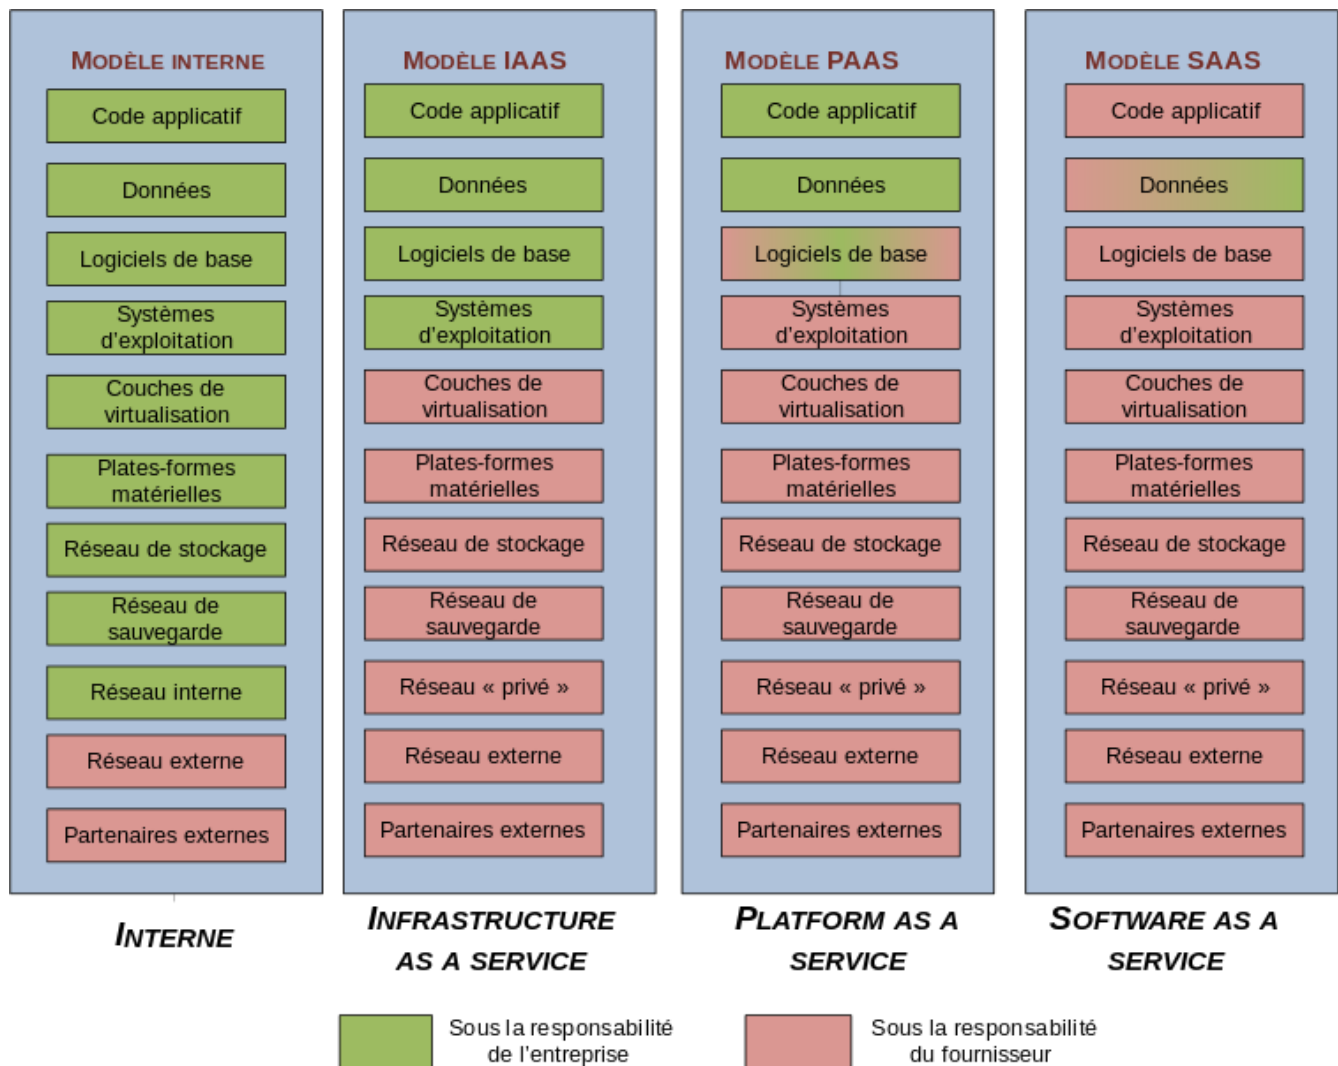 MODÈLE INTERNE
Code applicatif
Données
Logiciels de base
Systèmes
d'exploitation
Couches de
virtualisation
Plates-formes
matérielles
Réseau de stockage
Réseau de
sauvegarde
Réseau interne
Réseau externe
Partenaires externes
INTERNE
MODÈLE IAAS
Code applicatif
Données
Logiciels de base
Systèmes
d'exploitation
Couches de
virtualisation
Plates-formes
matérielles
Réseau de stockage
Réseau de
sauvegarde
Réseau « privé »
Réseau externe
Partenaires externes
INFRASTRUCTURE
AS A SERVICE
MODÈLE PAAS
Code applicatif
Données
Logiciels de base
Systèmes
d'exploitation
Couches de
virtualisation
Plates-formes
matérielles
Réseau de stockage
Réseau de
sauvegarde
Réseau « privé »
Réseau externe
Partenaires externes
PLATFORM AS A
SERVICE
MODÈLE SAAS
Code applicatif
Données
Logiciels de base
Systèmes
d'exploitation
Couches de
virtualisation
Plates-formes
matérielles
Réseau de stockage
Réseau de
sauvegarde
Réseau « privé »
Réseau externe
Partenaires externes
SOFTWARE AS A
SERVICE
Sous la responsabilité
de l'entreprise
Sous la responsabilité
du fournisseur